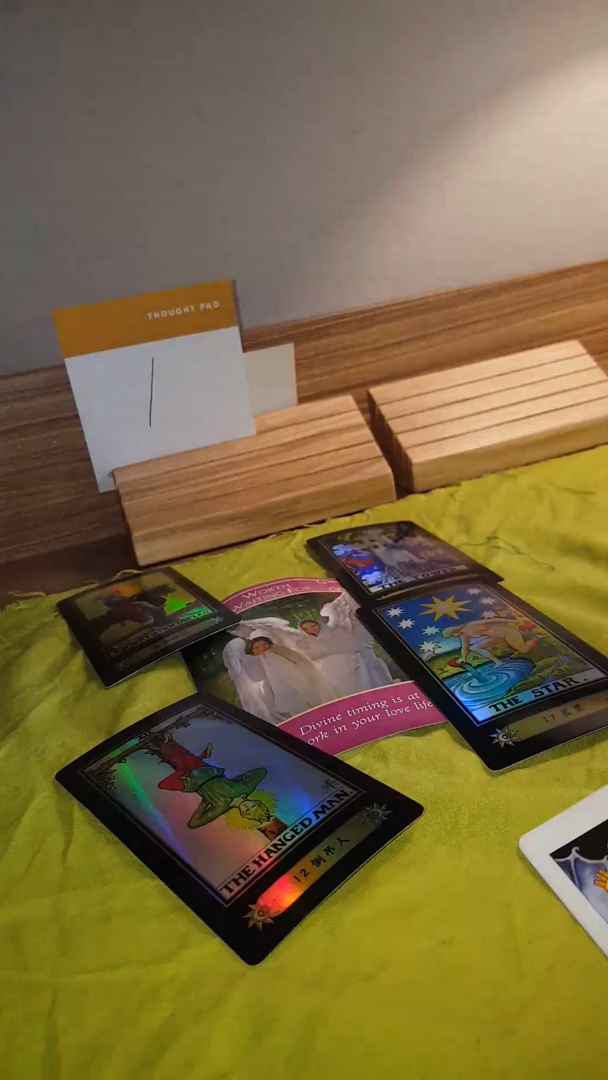 THOUGHT PAD.
WORTH
WAITING FOR
THE STAR.
17 星星
Divine timing is at
ork in your love life
THE HANGED MAN.
12 倒吊人